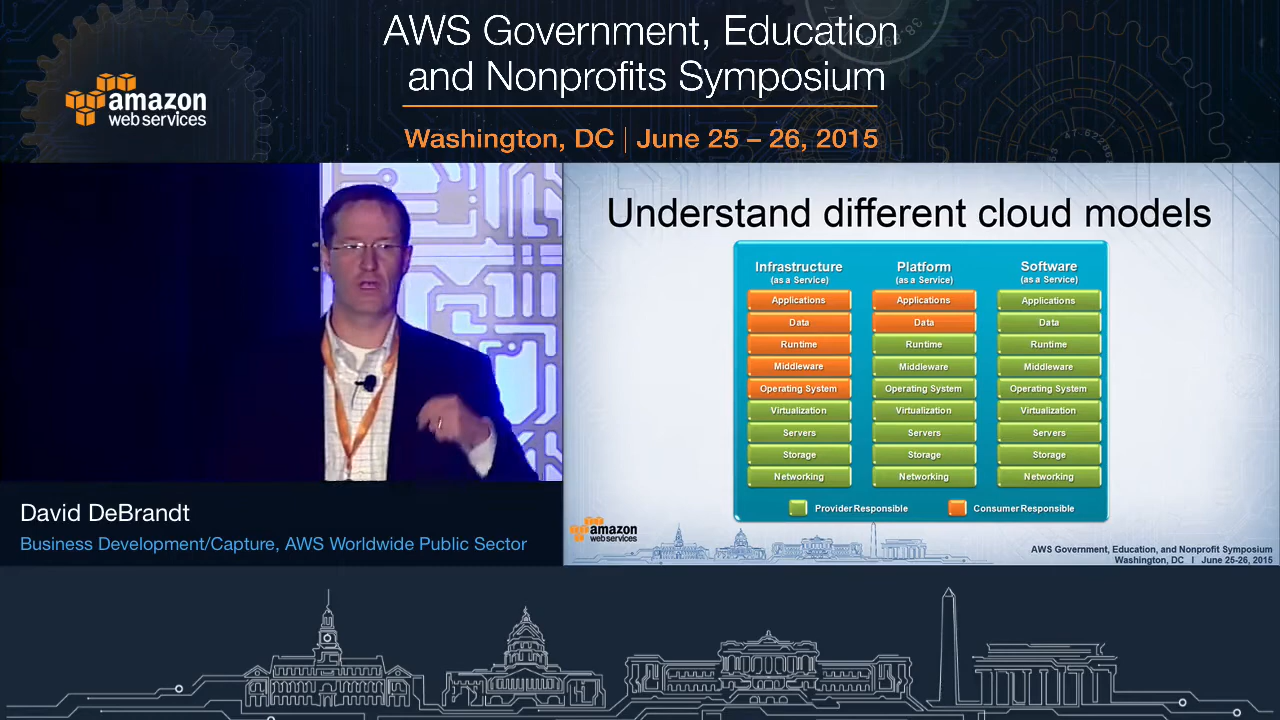 AWS Government, Education
and Nonprofits Symposium
amazon
web services
Washington, DC | June 25 – 26, 2015
Understand different cloud models
Infrastructure
(as a Service)
Applications
Data
Runtime
Middleware
Operating System
Virtualization
Servers
Storage
Networking
Platform
(as a Service)
Applications
Data
Runtime
Middleware
Operating System
Virtualization
Servers
Storage
Networking
Software
(as a Service)
Applications
Data
Runtime
Middleware
Operating System
Virtualization
Servers
Storage
Networking
Provider Responsible
Consumer Responsible
amazon
web services
AWS Government, Education, and Nonprofit Symposium
Washington, DC | June 25-26, 2015
David DeBrandt
Business Development/Capture, AWS Worldwide Public Sector